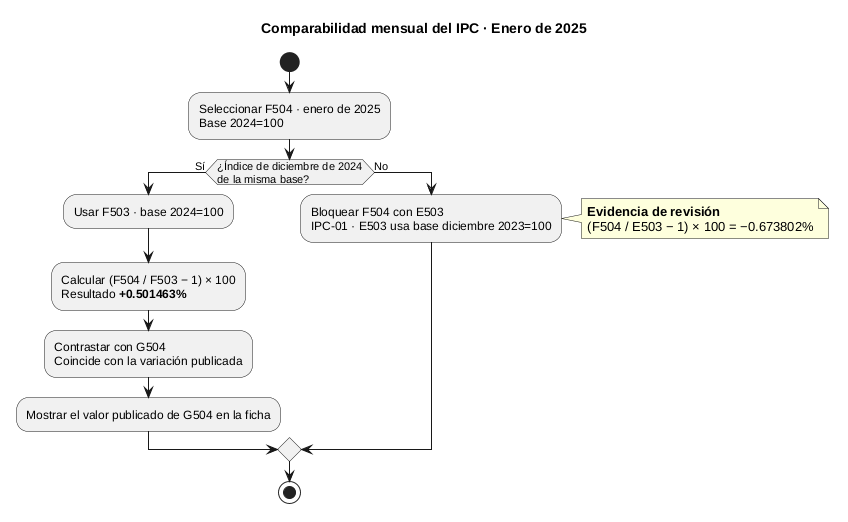 Comparabilidad mensual del IPC · Enero de 2025
Seleccionar F504 · enero de 2025
Base 2024=100
Sí
¿Índice de diciembre de 2024
de la misma base?
No
Usar F503 · base 2024=100
Bloquear F504 con E503
IPC-01 · E503 usa base diciembre 2023=100
Evidencia de revisión
(F504 / E503 − 1) × 100 = −0.673802%
Calcular (F504 / F503 − 1) × 100
Resultado +0.501463%
Contrastar con G504
Coincide con la variación publicada
Mostrar el valor publicado de G504 en la ficha